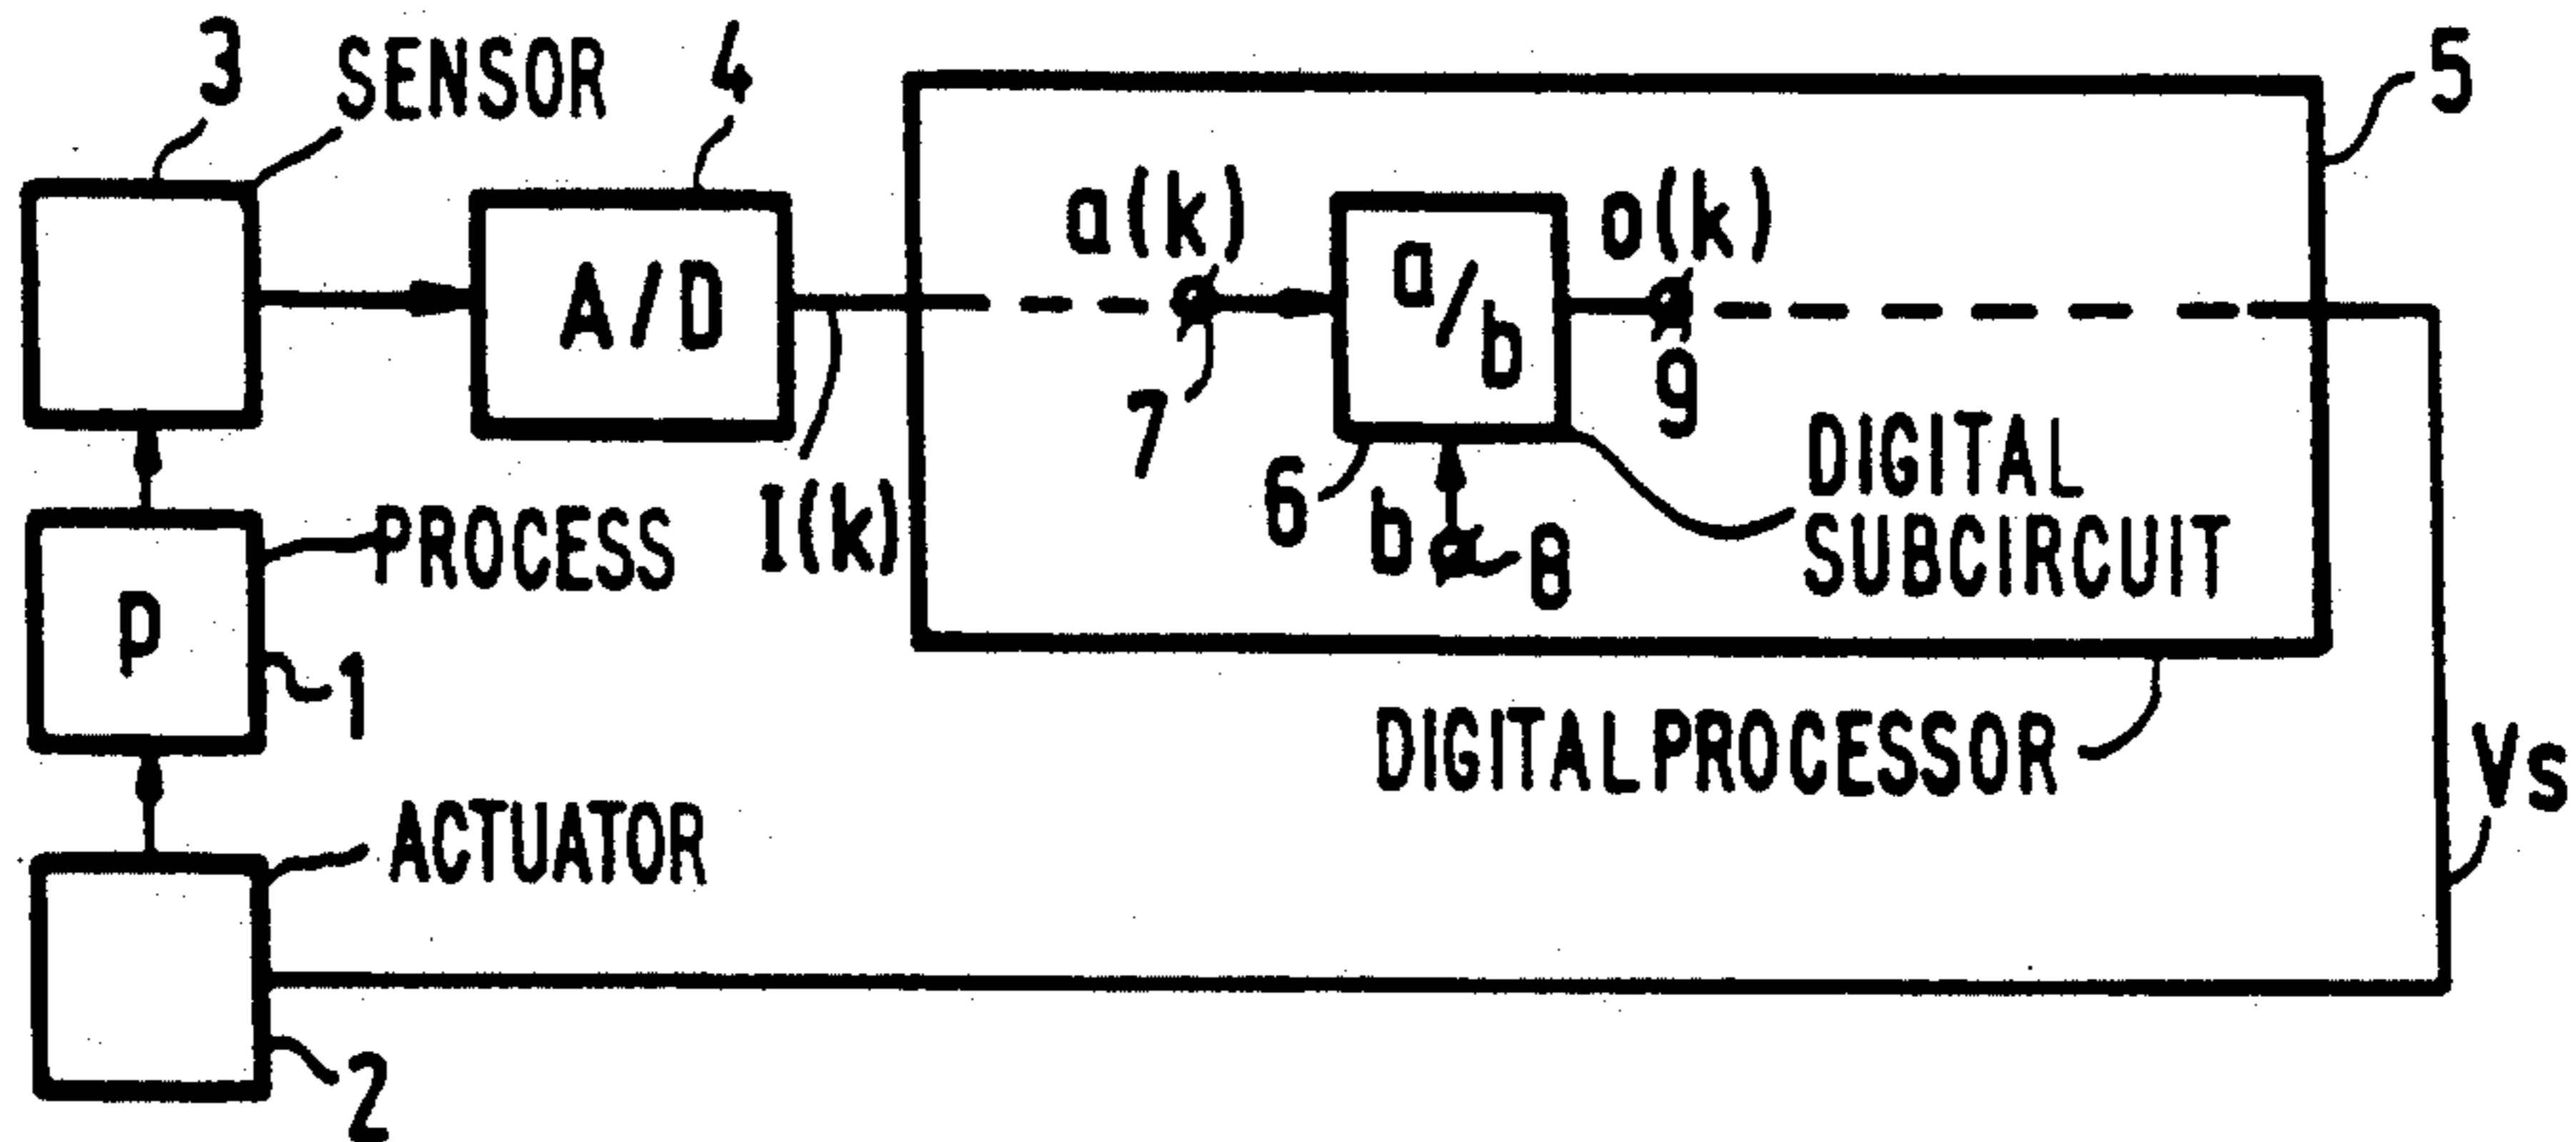 3
SENSOR
4
5
a(k)
a/b
o(k)
A/D
7
9
6
b
8
DIGITAL
SUBCIRCUIT
I(k)
PROCESS
P
1
DIGITAL PROCESSOR
Vs
ACTUATOR
2